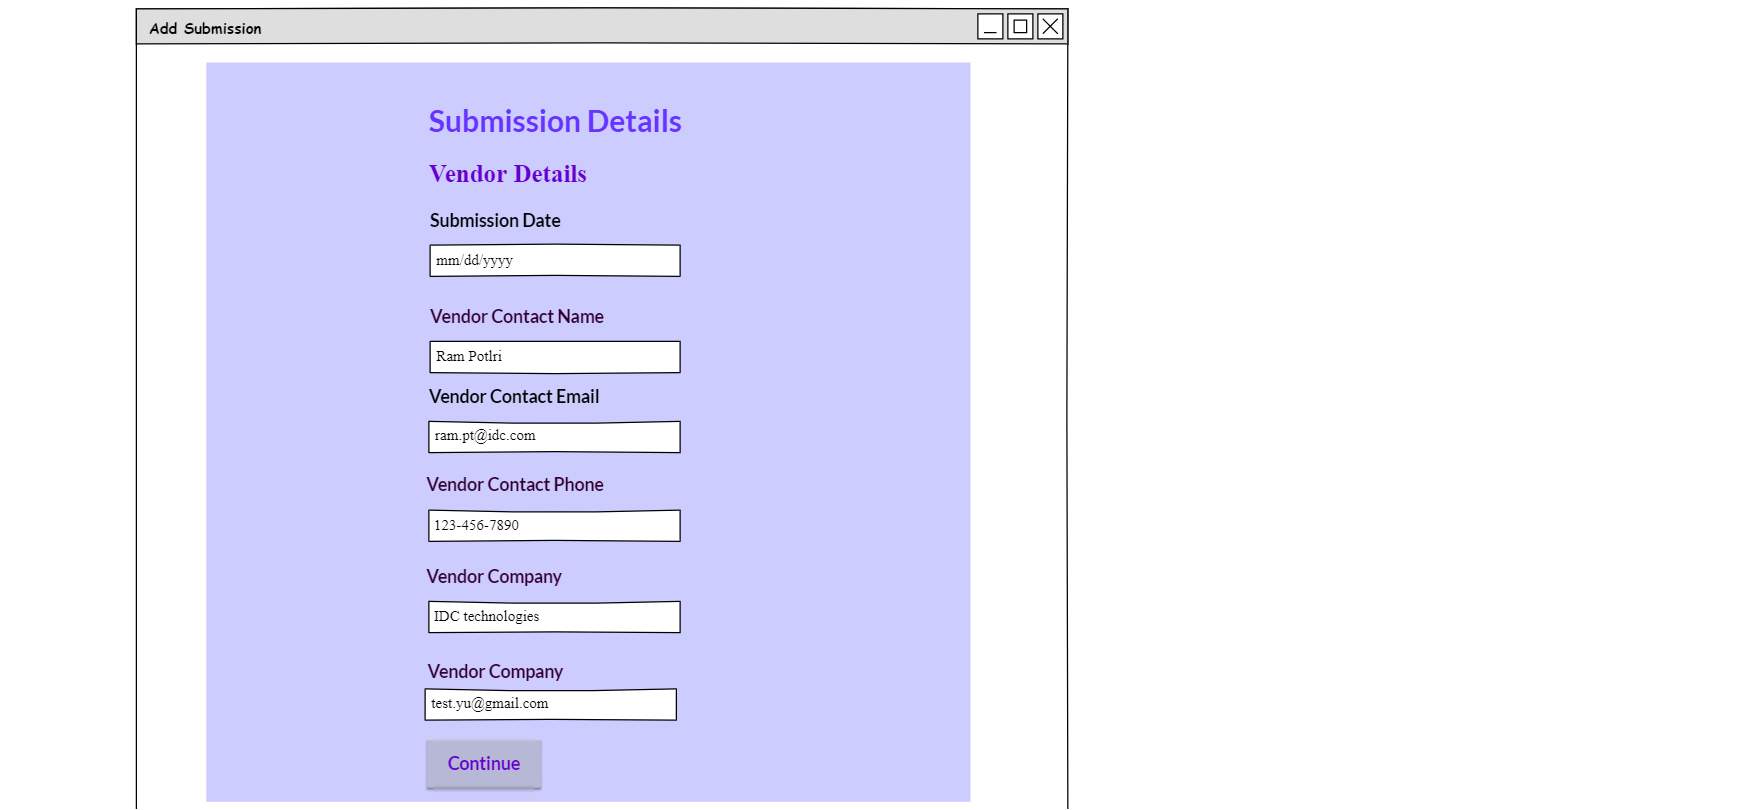 Add Submission
Submission Details
Vendor Details
Submission Date
mm/dd/yyyy
Vendor Contact Name
Ram Potlri
Vendor Contact Email
ram.pt@idc.com
Vendor Contact Phone
123-456-7890
Vendor Company
IDC technologies
Vendor Company
test.yu@gmail.com
Continue